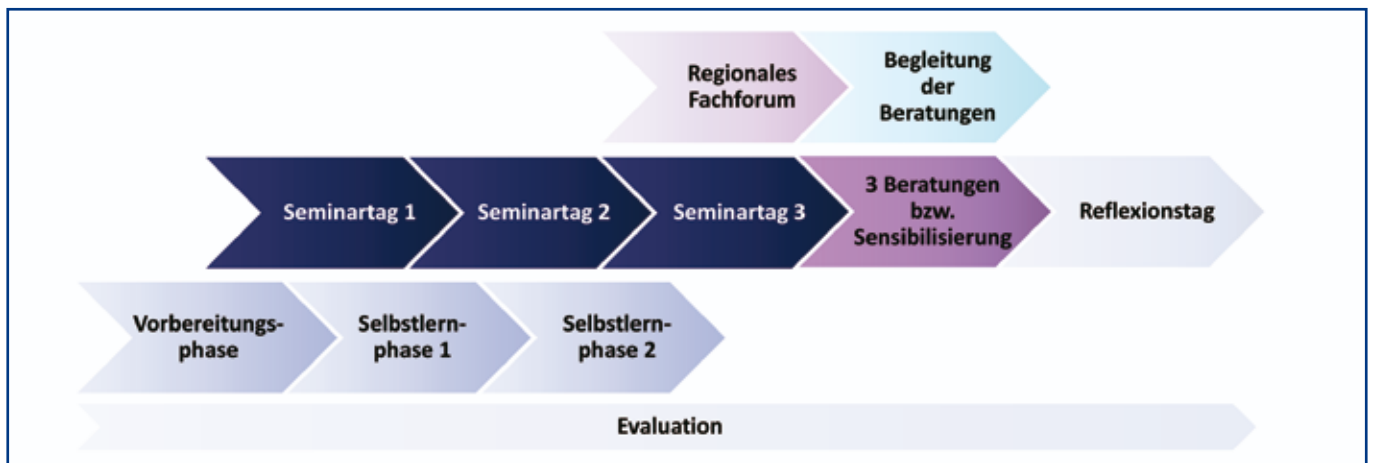 Regionales
Fachforum
Begleitung
der
Beratungen
Seminartag 1
Seminartag 2
Seminartag 3
3 Beratungen
bzw.
Sensibilisierung
Reflexionstag
Vorbereitungs-
phase
Selbstlern-
phase 1
Selbstlern-
phase 2
Evaluation